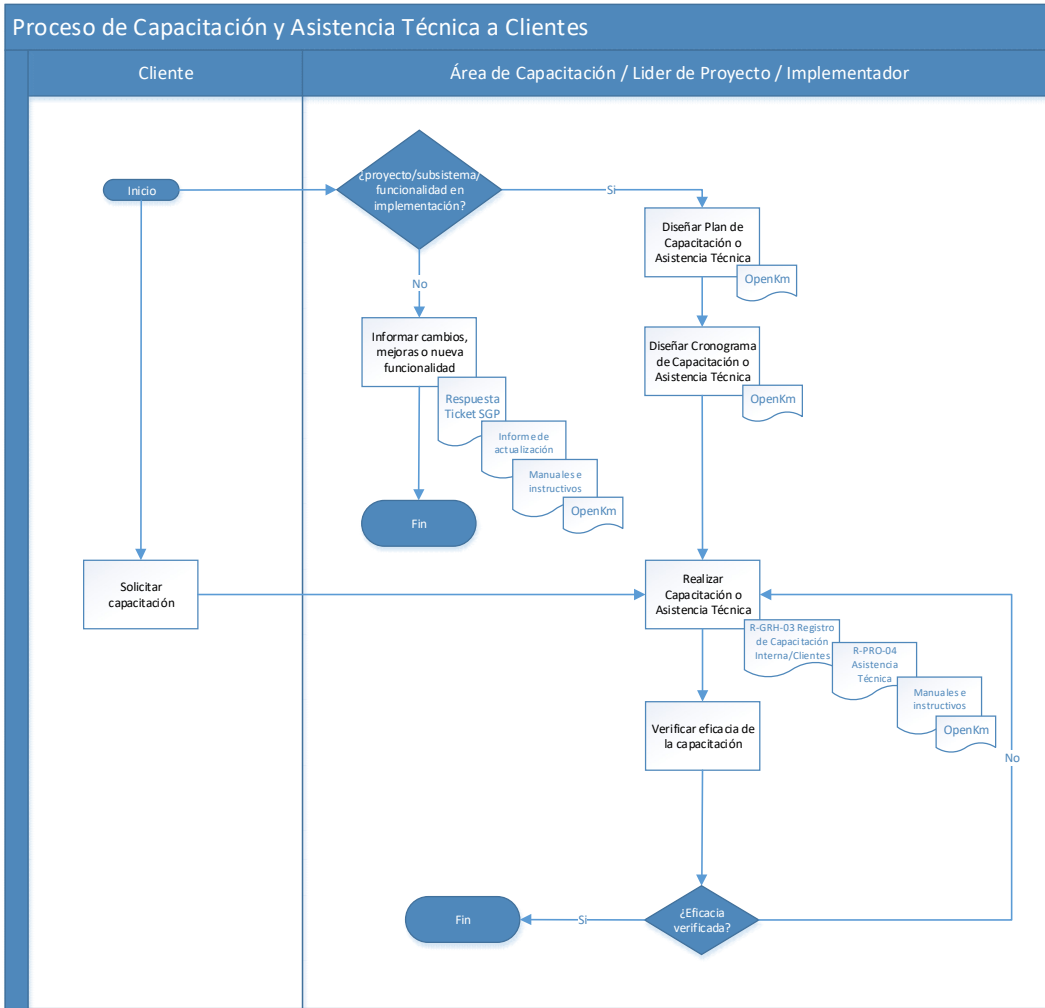 Proceso de Capacitación y Asistencia Técnica a Clientes
Cliente
Área de Capacitación / Lider de Proyecto / Implementador
Inicio
¿proyecto/subsistema/
funcionalidad en
implementación?
Si
No
Diseñar Plan de
Capacitación o
Asistencia Técnica
OpenKm
Informar cambios,
mejoras o nueva
funcionalidad
Respuesta
Ticket SGP
Informe de
actualización
Manuales e
instructivos
OpenKm
Diseñar Cronograma
de Capacitación o
Asistencia Técnica
OpenKm
Fin
Solicitar
capacitación
Realizar
Capacitación o
Asistencia Técnica
R-GRH-03 Registro
de Capacitación
Interna/Clientes
R-PRO-04
Asistencia
Técnica
Manuales e
instructivos
OpenKm
Verificar eficacia de
la capacitación
No
¿Eficacia
verificada?
Si
Fin